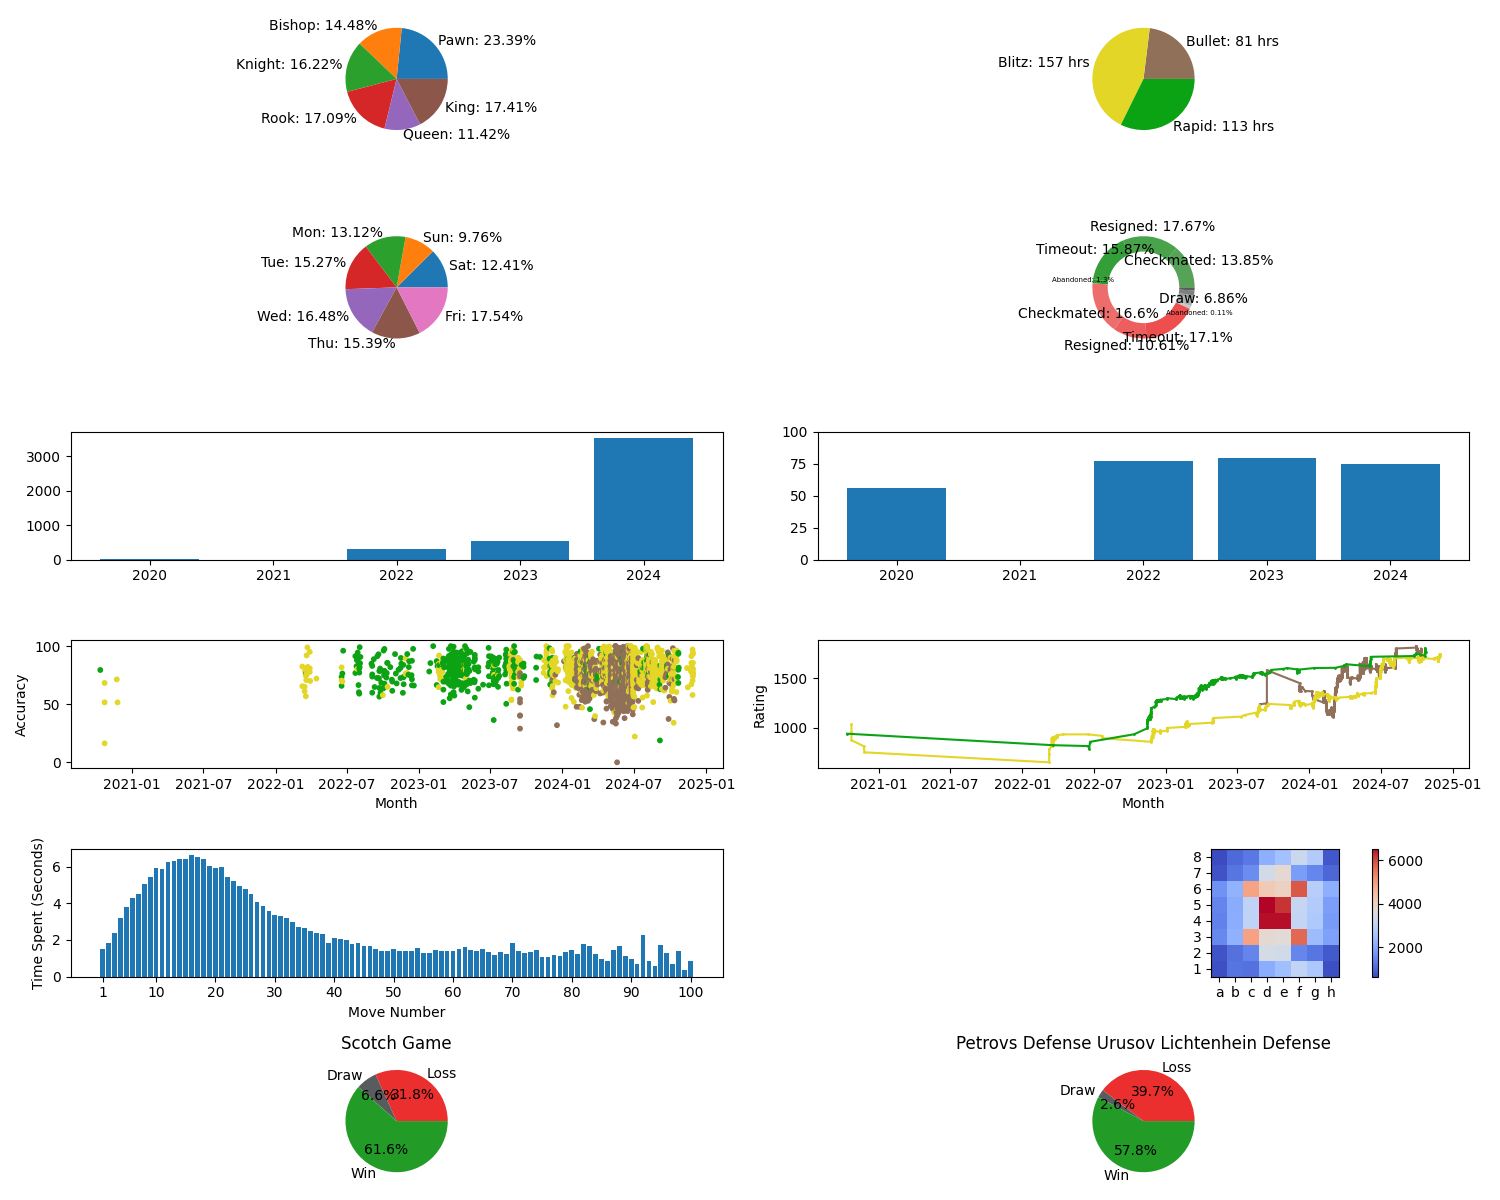 Bishop: 14.48%
Pawn: 23.39%
Knight: 16.22%
Rook: 17.09%
King: 17.41%
Queen: 11.42%
Bullet: 81 hrs
Blitz: 157 hrs
Rapid: 113 hrs
Mon: 13.12%
Sun: 9.76%
Tue: 15.27%
Sat: 12.41%
Wed: 16.48%
Fri: 17.54%
Thu: 15.39%
Resigned: 17.67%
Timeout: 15.87%
Checkmated: 13.85%
Abandoned: 1.3%
Draw: 6.86%
Checkmated: 16.6%
Abandoned: 0.11%
Timeout: 17.1%
Resigned: 10.61%
3000
2000
1000
0
2020 2021 2022 2023 2024
100
75
50
25
0
2020 2021 2022 2023 2024
Accuracy
100
50
0
2021-01 2021-07 2022-01 2022-07 2023-01 2023-07 2024-01 2024-07 2025-01
Month
Rating
1500
1000
2021-01 2021-07 2022-01 2022-07 2023-01 2023-07 2024-01 2024-07 2025-01
Month
Time Spent (Seconds)
6
4
2
0
1 10 20 30 40 50 60 70 80 90 100
Move Number
8
7
6
5
4
3
2
1
a b c d e f g h
6000
4000
2000
Scotch Game
Draw
Loss
6.6%
31.8%
61.6%
Win
Petrovs Defense Urusov Lichtenhein Defense
Loss
Draw
39.7%
2.6%
57.8%
Win